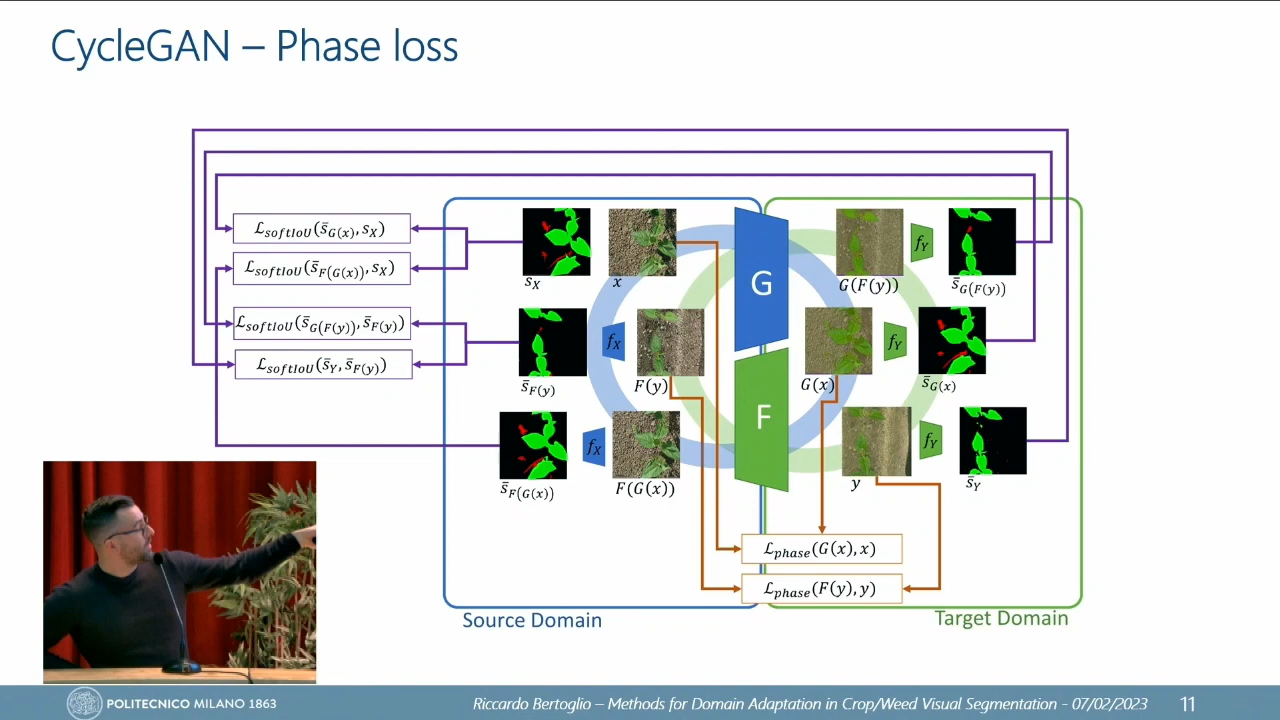 CycleGAN – Phase loss
ℒsoftIoU(s̄G(x), sX)
ℒsoftIoU(s̄F(G(x)), sX)
ℒsoftIoU(s̄G(F(y)), s̄F(y))
ℒsoftIoU(s̄Y, s̄F(y))
sX
x
G
G(F(y))
fY
s̄G(F(y))
s̄F(y)
fX
F(y)
G(x)
fY
s̄G(x)
F
s̄F(G(x))
fX
F(G(x))
y
fY
s̄Y
ℒphase(G(x), x)
ℒphase(F(y), y)
Source Domain
Target Domain
POLITECNICO MILANO 1863
Riccardo Bertoglio – Methods for Domain Adaptation in Crop/Weed Visual Segmentation - 07/02/2023
11